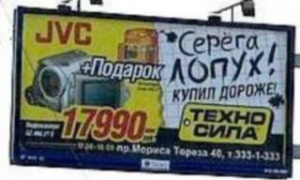 JVC
+Подарок
17990.-
Серёга
ЛОПУХ!
КУПИЛ ДОРОЖЕ!
ТЕХНО
СИЛА
пр.Мориса Тореза 40, т.333-1-333